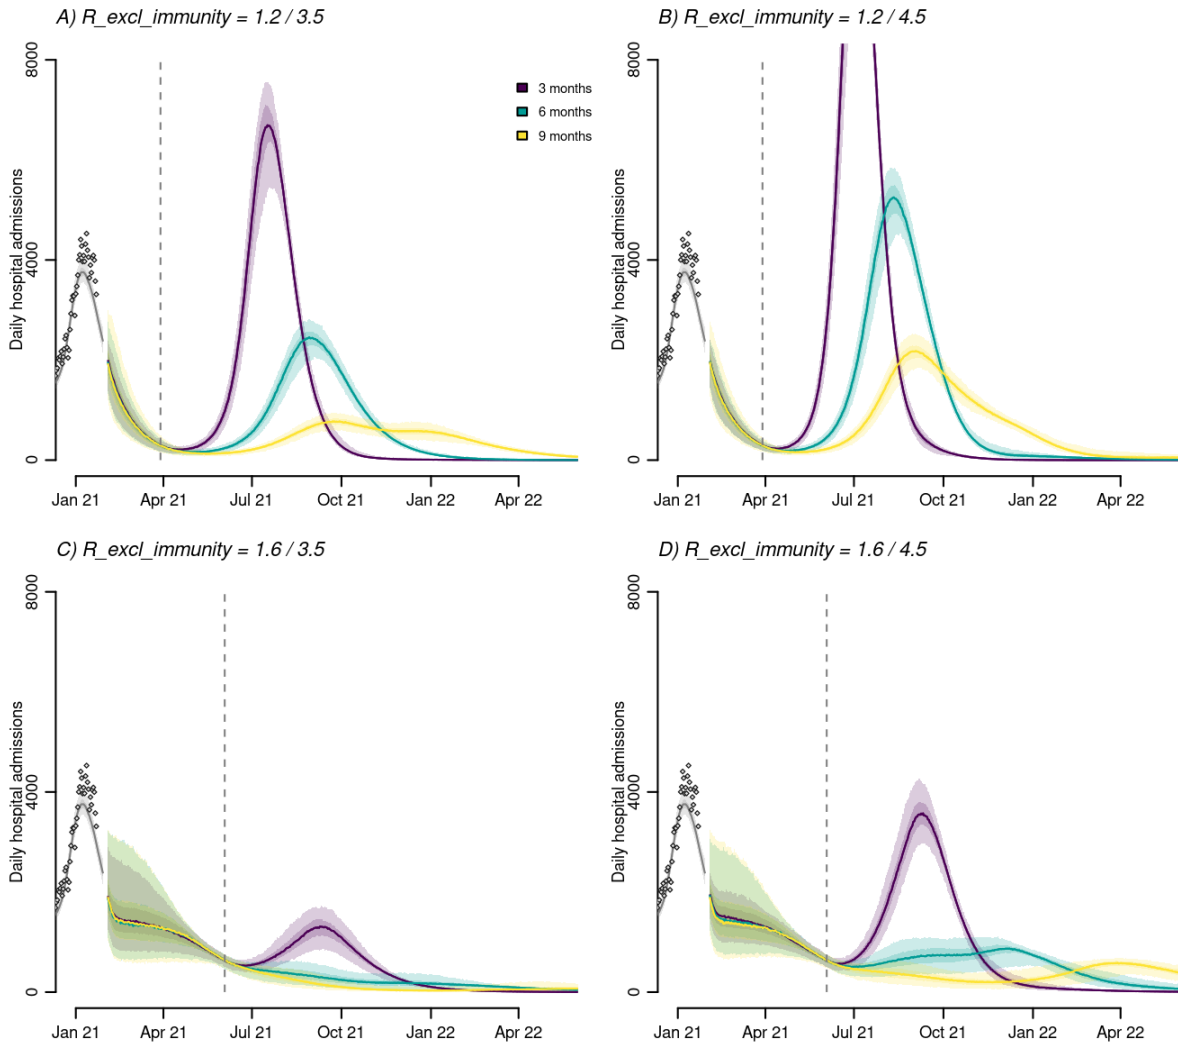 A) R_excl_immunity = 1.2 / 3.5
Daily hospital admissions
8000
4000
0
3 months
6 months
9 months
Jan 21 Apr 21 Jul 21 Oct 21 Jan 22 Apr 22
B) R_excl_immunity = 1.2 / 4.5
Daily hospital admissions
8000
4000
0
Jan 21 Apr 21 Jul 21 Oct 21 Jan 22 Apr 22
C) R_excl_immunity = 1.6 / 3.5
Daily hospital admissions
8000
4000
0
Jan 21 Apr 21 Jul 21 Oct 21 Jan 22 Apr 22
D) R_excl_immunity = 1.6 / 4.5
Daily hospital admissions
8000
4000
0
Jan 21 Apr 21 Jul 21 Oct 21 Jan 22 Apr 22